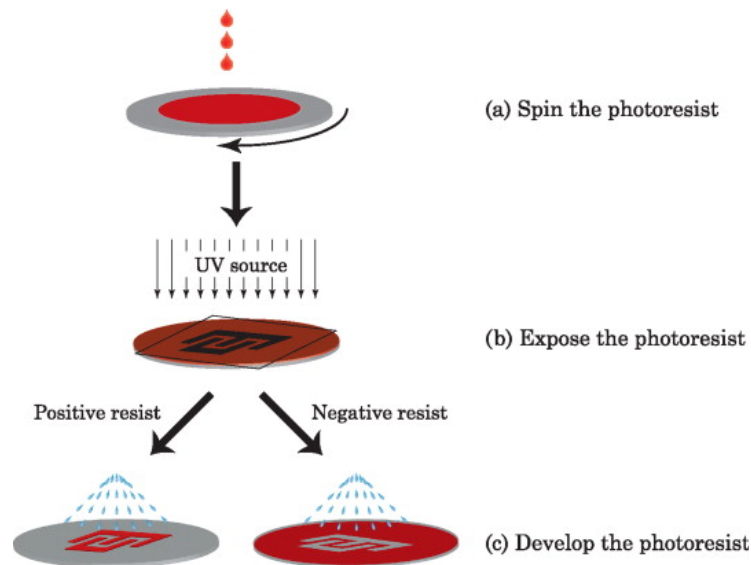 (a) Spin the photoresist
UV source
(b) Expose the photoresist
Positive resist
Negative resist
(c) Develop the photoresist